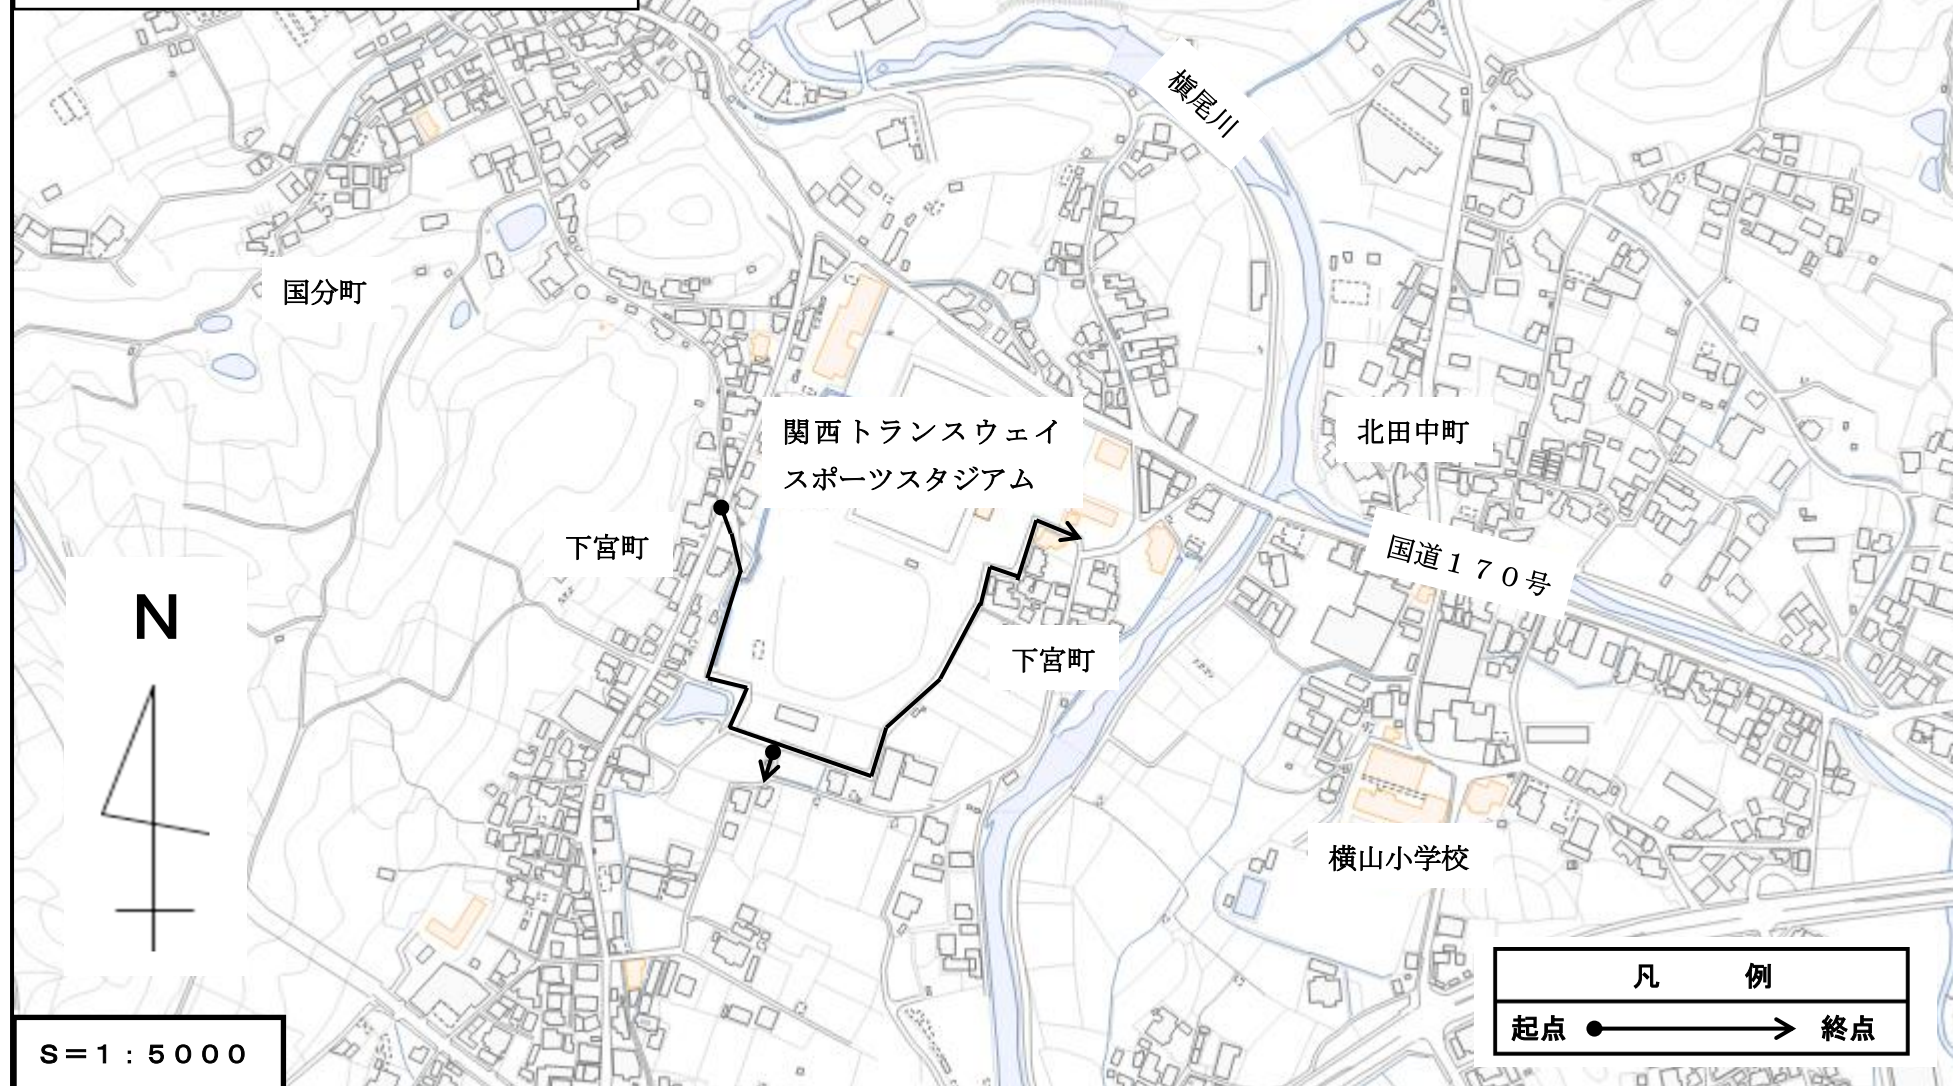 槇尾川
国分町
関西トランスウェイ
スポーツスタジアム
北田中町
下宮町
国道１７０号
N
下宮町
横山小学校
凡　例
起点 終点
Ｓ＝１：５０００